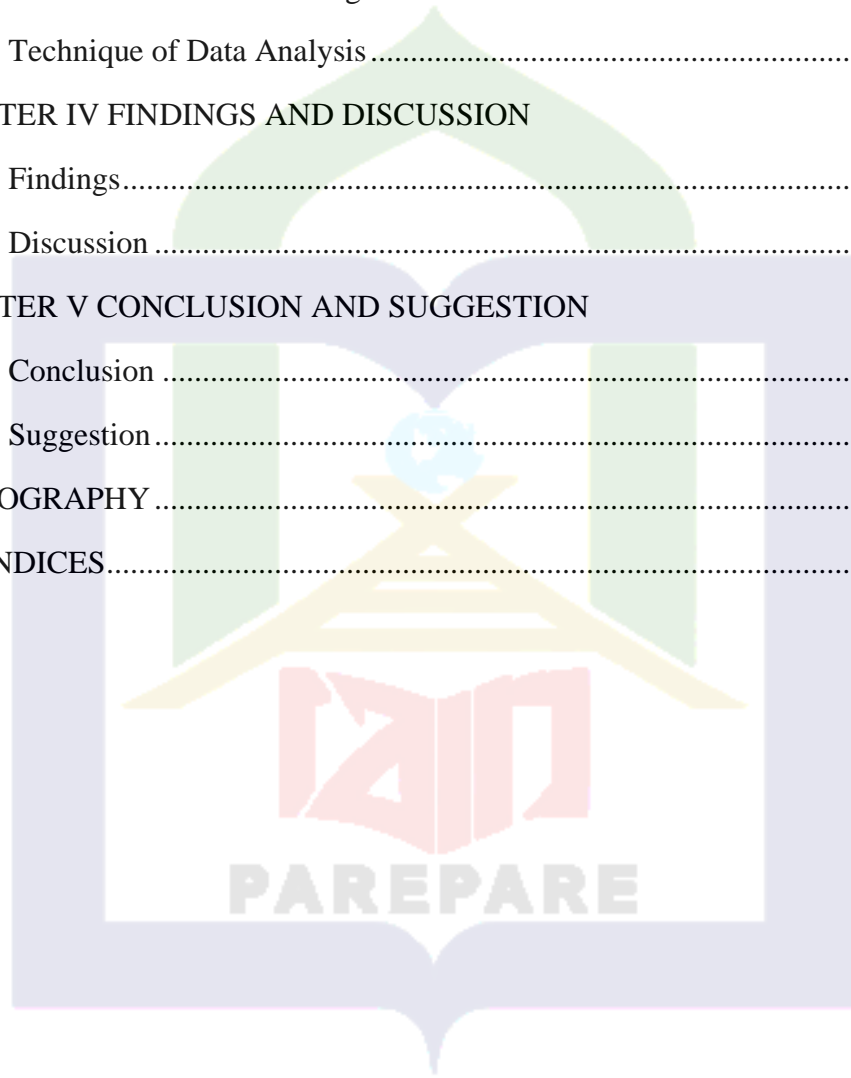 Technique of Data Analysis.............................................................
TER IV FINDINGS AND DISCUSSION
Findings............................................................................................
Discussion ........................................................................................
TER V CONCLUSION AND SUGGESTION
Conclusion .......................................................................................
Suggestion........................................................................................
OGRAPHY .......................................................................................
NDICES.............................................................................................
PAREPARE